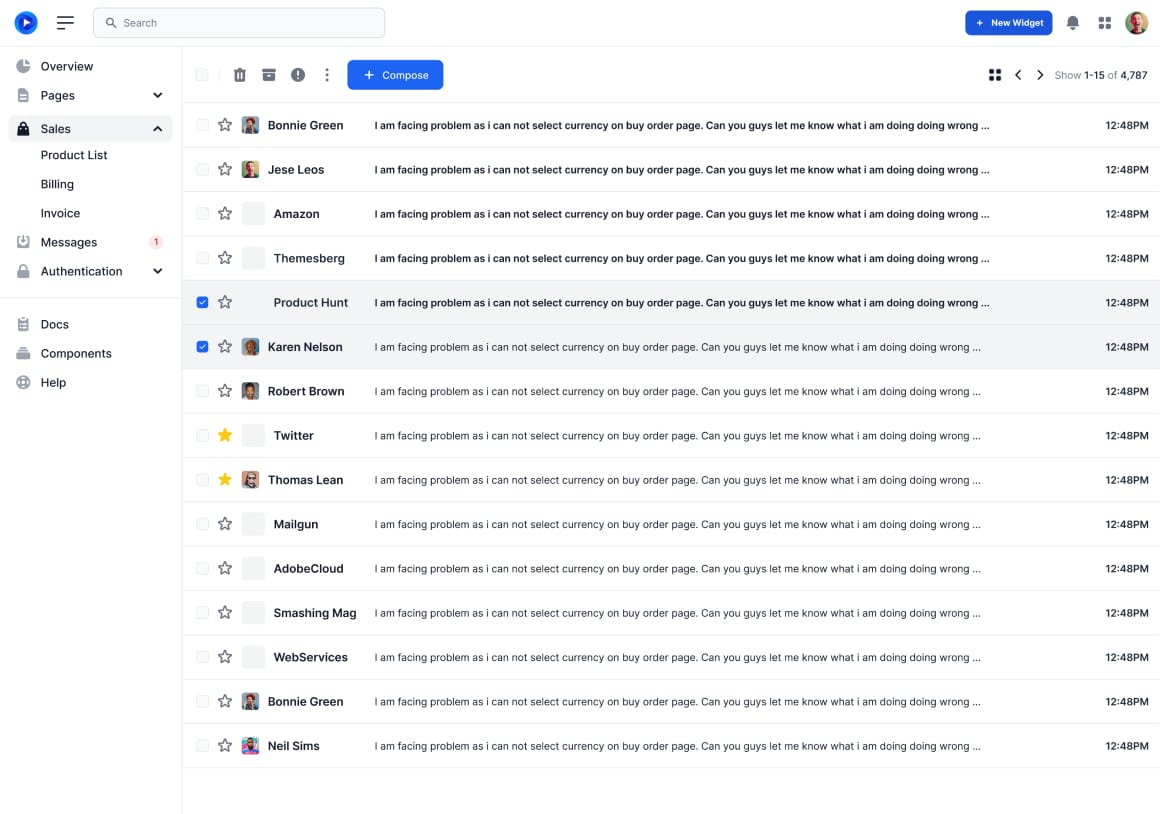 Search
+ New Widget
Overview
Pages
Sales
Product List
Billing
Invoice
Messages 1
Authentication
Docs
Components
Help
+ Compose
Show 1-15 of 4,787
Bonnie Green I am facing problem as i can not select currency on buy order page. Can you guys let me know what i am doing doing wrong ... 12:48PM
Jese Leos I am facing problem as i can not select currency on buy order page. Can you guys let me know what i am doing doing wrong ... 12:48PM
Amazon I am facing problem as i can not select currency on buy order page. Can you guys let me know what i am doing doing wrong ... 12:48PM
Themesberg I am facing problem as i can not select currency on buy order page. Can you guys let me know what i am doing doing wrong ... 12:48PM
Product Hunt I am facing problem as i can not select currency on buy order page. Can you guys let me know what i am doing doing wrong ... 12:48PM
Karen Nelson I am facing problem as i can not select currency on buy order page. Can you guys let me know what i am doing doing wrong ... 12:48PM
Robert Brown I am facing problem as i can not select currency on buy order page. Can you guys let me know what i am doing doing wrong ... 12:48PM
Twitter I am facing problem as i can not select currency on buy order page. Can you guys let me know what i am doing doing wrong ... 12:48PM
Thomas Lean I am facing problem as i can not select currency on buy order page. Can you guys let me know what i am doing doing wrong ... 12:48PM
Mailgun I am facing problem as i can not select currency on buy order page. Can you guys let me know what i am doing doing wrong ... 12:48PM
AdobeCloud I am facing problem as i can not select currency on buy order page. Can you guys let me know what i am doing doing wrong ... 12:48PM
Smashing Mag I am facing problem as i can not select currency on buy order page. Can you guys let me know what i am doing doing wrong ... 12:48PM
WebServices I am facing problem as i can not select currency on buy order page. Can you guys let me know what i am doing doing wrong ... 12:48PM
Bonnie Green I am facing problem as i can not select currency on buy order page. Can you guys let me know what i am doing doing wrong ... 12:48PM
Neil Sims I am facing problem as i can not select currency on buy order page. Can you guys let me know what i am doing doing wrong ... 12:48PM